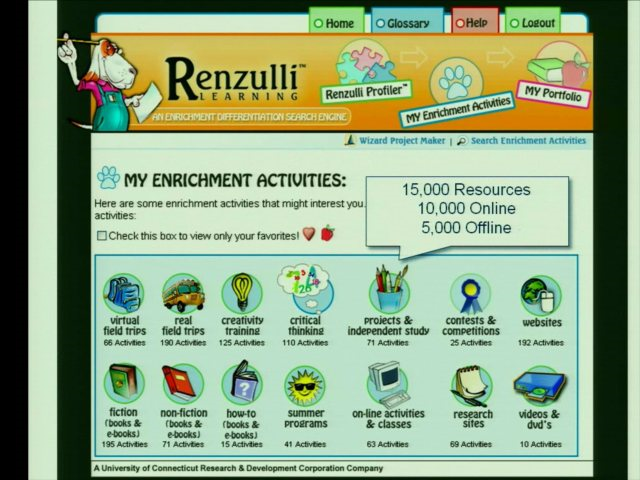 Home
Glossary
Help
Logout
Renzulli™
LEARNING
AN ENRICHMENT DIFFERENTIATION SEARCH ENGINE
Renzulli Profiler™
MY Enrichment Activities
MY Portfolio
Wizard Project Maker | Search Enrichment Activities
MY ENRICHMENT ACTIVITIES:
Here are some enrichment activities that might interest you.
activities:
Check this box to view only your favorites!
15,000 Resources
10,000 Online
5,000 Offline
virtual
field trips
66 Activities
real
field trips
190 Activities
creativity
training
125 Activities
critical
thinking
110 Activities
projects &
independent study
71 Activities
contests &
competitions
25 Activities
websites
192 Activities
fiction
(books &
e-books)
195 Activities
non-fiction
(books &
e-books)
71 Activities
how-to
(books &
e-books)
15 Activities
summer
programs
41 Activities
on-line activities
& classes
63 Activities
research
sites
69 Activities
videos &
dvd's
10 Activities
A University of Connecticut Research & Development Corporation Company